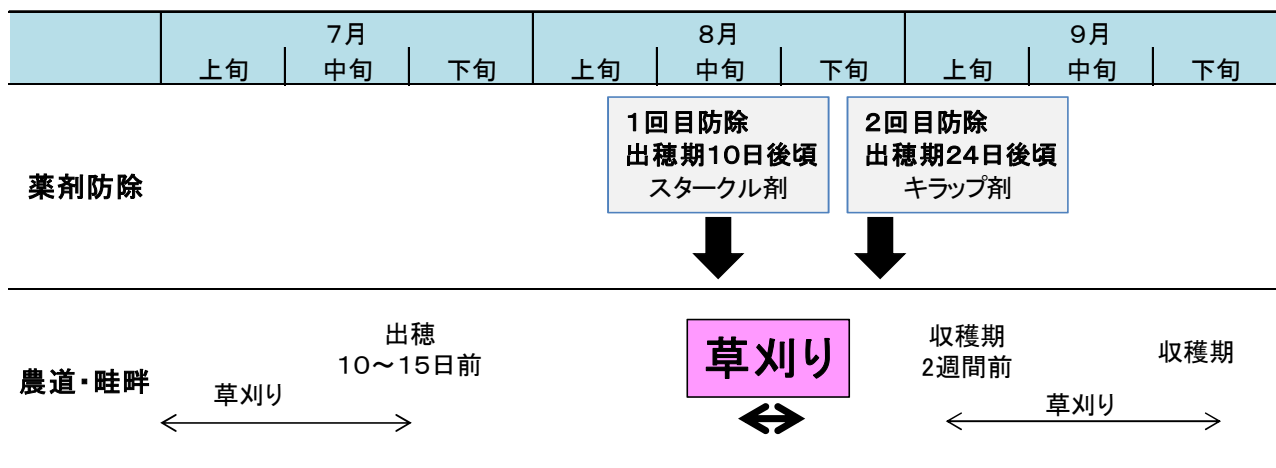 7月 8月 9月
上旬 中旬 下旬 上旬 中旬 下旬 上旬 中旬 下旬
1回目防除
出穂期10日後頃
スタークル剤
2回目防除
出穂期24日後頃
キラップ剤
薬剤防除
農道・畦畔
草刈り
出穂
10～15日前
草刈り
収穫期
2週間前
草刈り
収穫期